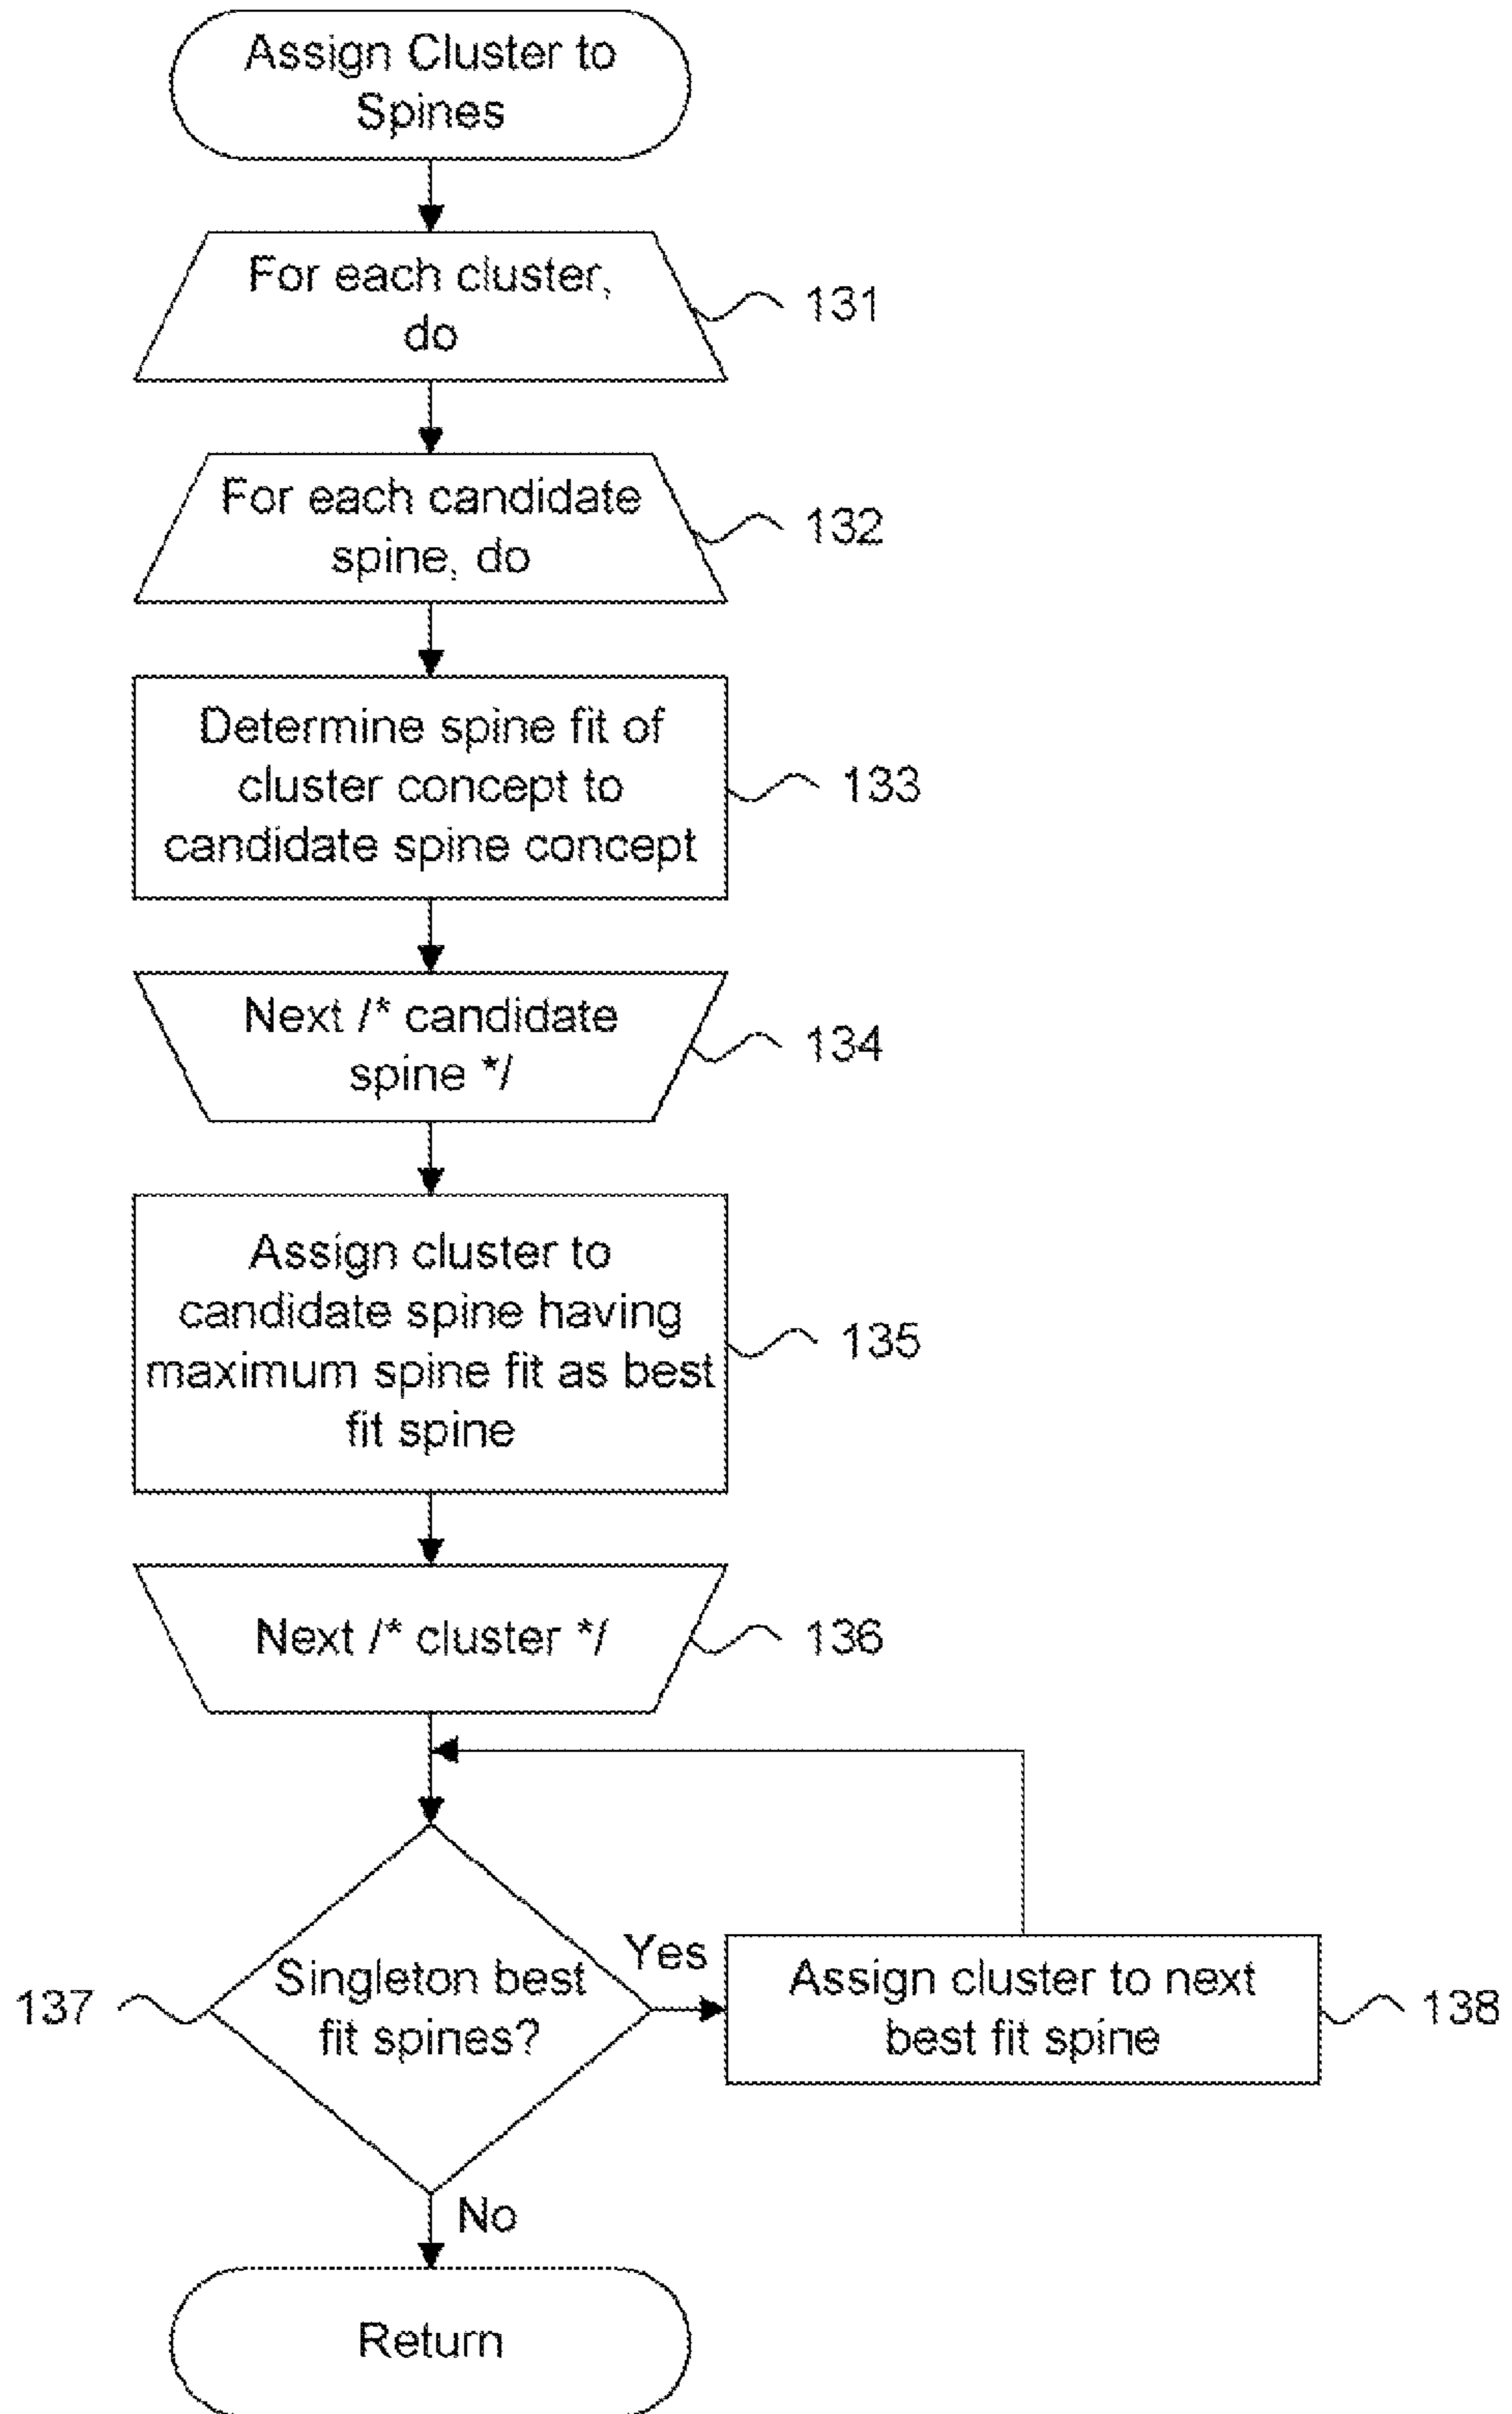 Assign Cluster to
Spines
For each cluster,
do
131
For each candidate
spine, do
132
Determine spine fit of
cluster concept to
candidate spine concept
133
Next /* candidate
spine */
134
Assign cluster to
candidate spine having
maximum spine fit as best
fit spine
135
Next /* cluster */
136
137
Singleton best
fit spines?
Yes
Assign cluster to next
best fit spine
138
No
Return